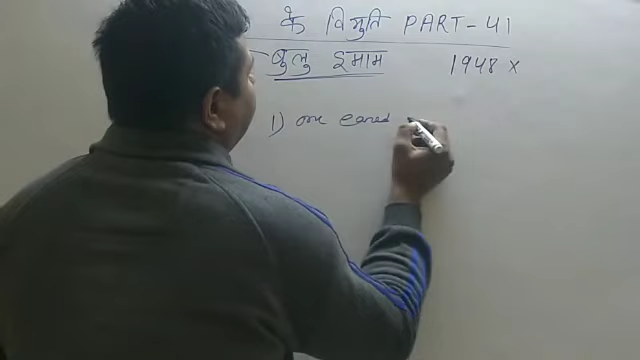 के विभुति PART-41
बुलु इमाम 1948 x
1) one eared